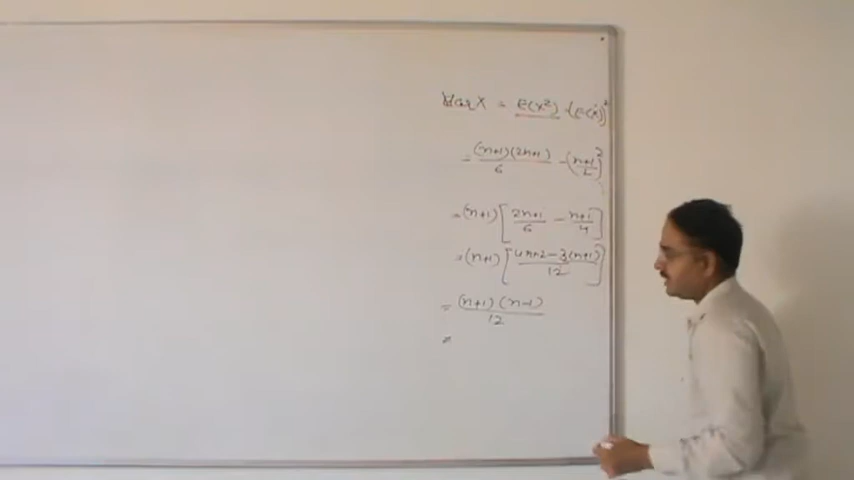 Var X = E(X²) - (E(X))²
= (n+1)(2n+1)/6 - (n+1/2)²
= (n+1) [2n+1/6 - n+1/4]
= (n+1) [4n+2-3(n+1)/12]
= (n+1)(n-1)/12
=